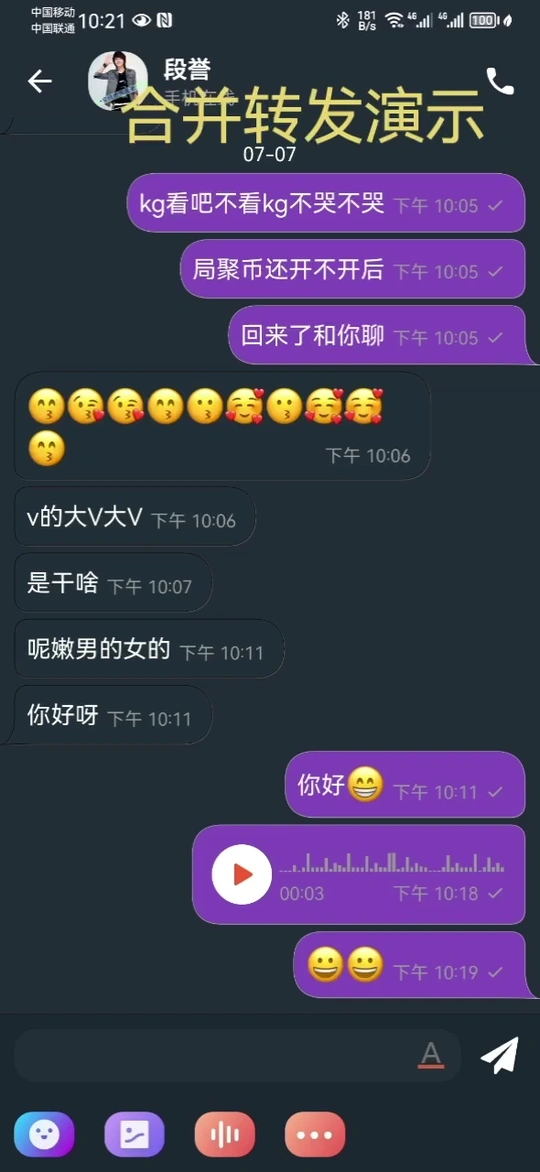 中国移动
中国联通
10:21
181 B/s
4G
4G
100
段誉
手机在线
合并转发演示
07-07
kg看吧不看kg不哭不哭 下午 10:05
局聚币还开不开后 下午 10:05
回来了和你聊 下午 10:05
下午 10:06
v的大V大V 下午 10:06
是干啥 下午 10:07
呢嫩男的女的 下午 10:11
你好呀 下午 10:11
你好😁 下午 10:11
00:03 下午 10:18
😀😀 下午 10:19
A